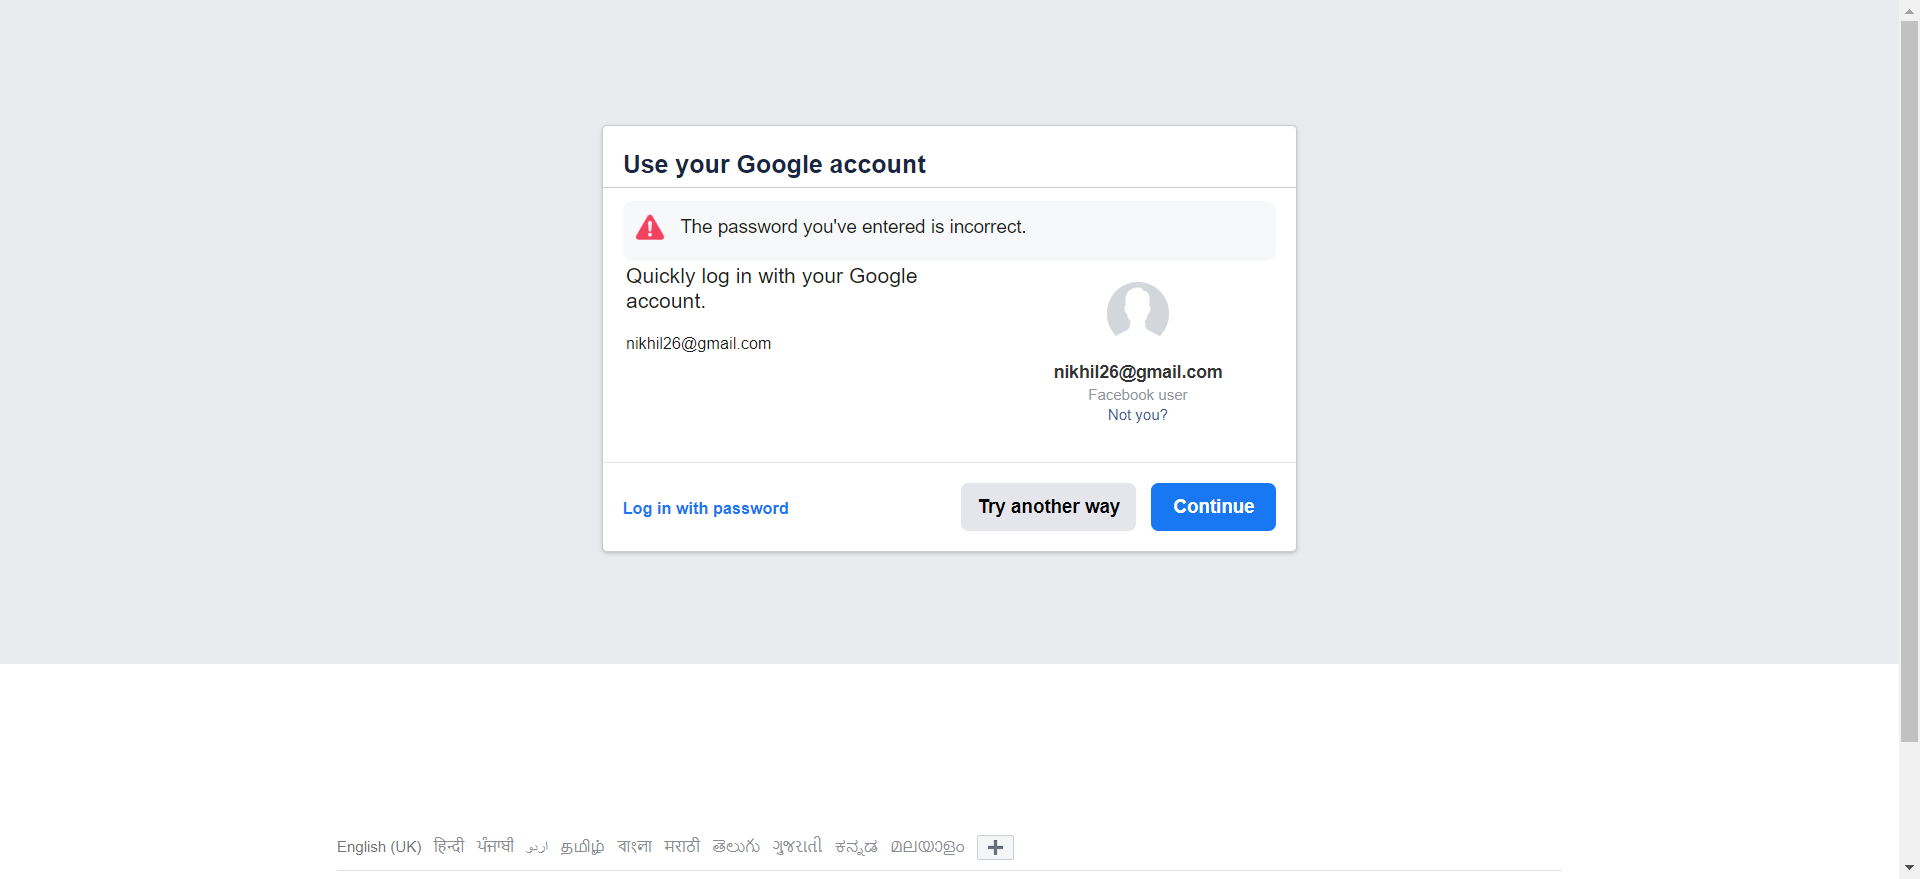 Use your Google account
The password you've entered is incorrect.
Quickly log in with your Google
account.
nikhil26@gmail.com
nikhil26@gmail.com
Facebook user
Not you?
Log in with password
Try another way
Continue
English (UK) हिन्दी ਪੰਜਾਬੀ اردو தமிழ் বাংলা मराठी తెలుగు ગુજરાતી ಕನ್ನಡ മലയാളം